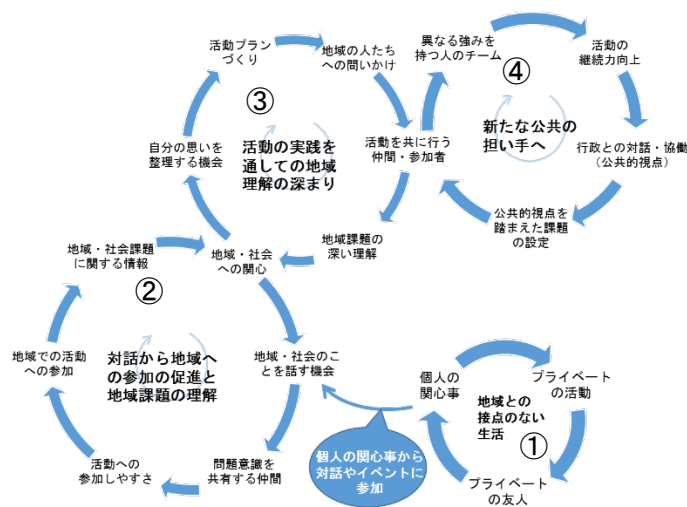 活動プラン
づくり
地域の人たち
への問いかけ
③
自分の思いを
整理する機会
活動の実践を
通しての地域
理解の深まり
活動を共に行う
仲間・参加者
地域課題の
深い理解
地域・社会
への関心
異なる強みを
持つ人のチーム
④
活動の
継続力向上
新たな公共の
担い手へ
行政との対話・協働
（公共的視点）
公共的視点を
踏まえた課題
の設定
地域・社会課題
に関する情報
②
地域での活動
への参加
対話から地域へ
の参加の促進と
地域課題の理解
地域・社会のこ
とを話す機会
活動への
参加しやすさ
問題意識を
共有する仲間
個人の関心事から
対話やイベントに
参加
個人の
関心事
プライベート
の活動
地域との
接点のない
生活
①
プライベート
の友人